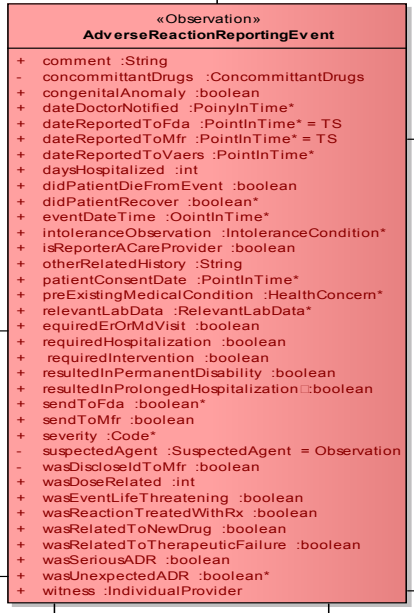 «Observation»
AdverseReactionReportingEvent
+ comment :String
- concommittantDrugs :ConcommittantDrugs
+ congenitalAnomaly :boolean
+ dateDoctorNotified :PoinyInTime*
+ dateReportedToFda :PointInTime* = TS
+ dateReportedToMfr :PointInTime* = TS
+ dateReportedToVaers :PointInTime*
+ daysHospitalized :int
+ didPatientDieFromEvent :boolean
+ didPatientRecover :boolean*
+ eventDateTime :OointInTime*
+ intoleranceObservation :IntoleranceCondition*
+ isReporterACareProvider :boolean
+ otherRelatedHistory :String
+ patientConsentDate :PointInTime*
+ preExistingMedicalCondition :HealthConcern*
+ relevantLabData :RelevantLabData*
+ equiredErOrMdVisit :boolean
+ requiredHospitalization :boolean
+ requiredIntervention :boolean
+ resultedInPermanentDisability :boolean
+ resultedInProlongedHospitalization□:boolean
+ sendToFda :boolean*
+ sendToMfr :boolean
+ severity :Code*
- suspectedAgent :SuspectedAgent = Observation
- wasDiscloseIdToMfr :boolean
+ wasDoseRelated :int
+ wasEventLifeThreatening :boolean
+ wasReactionTreatedWithRx :boolean
+ wasRelatedToNewDrug :boolean
+ wasRelatedToTherapeuticFailure :boolean
+ wasSeriousADR :boolean
+ wasUnexpectedADR :boolean*
+ witness :IndividualProvider